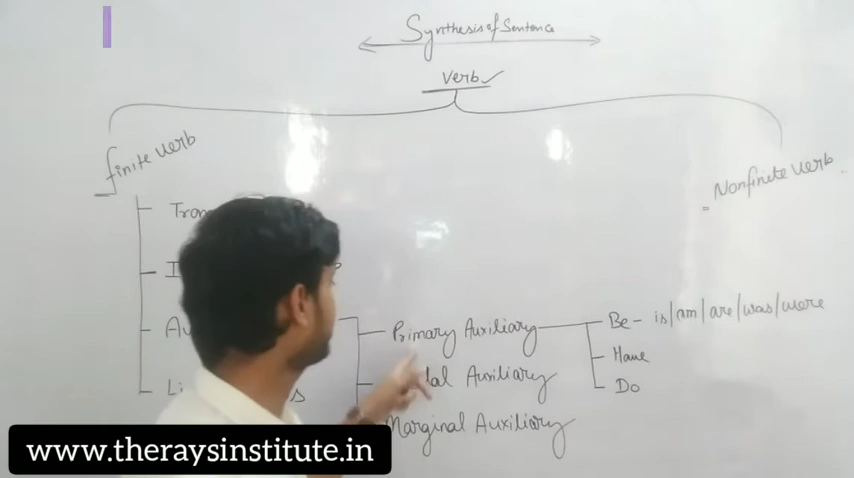 Synthesis of Sentence
Verb
finite verb
Nonfinite verb
Primary Auxiliary
Be - is/am/are/was/were
Have
Auxiliary
Do
Marginal Auxiliary
www.theraysinstitute.in